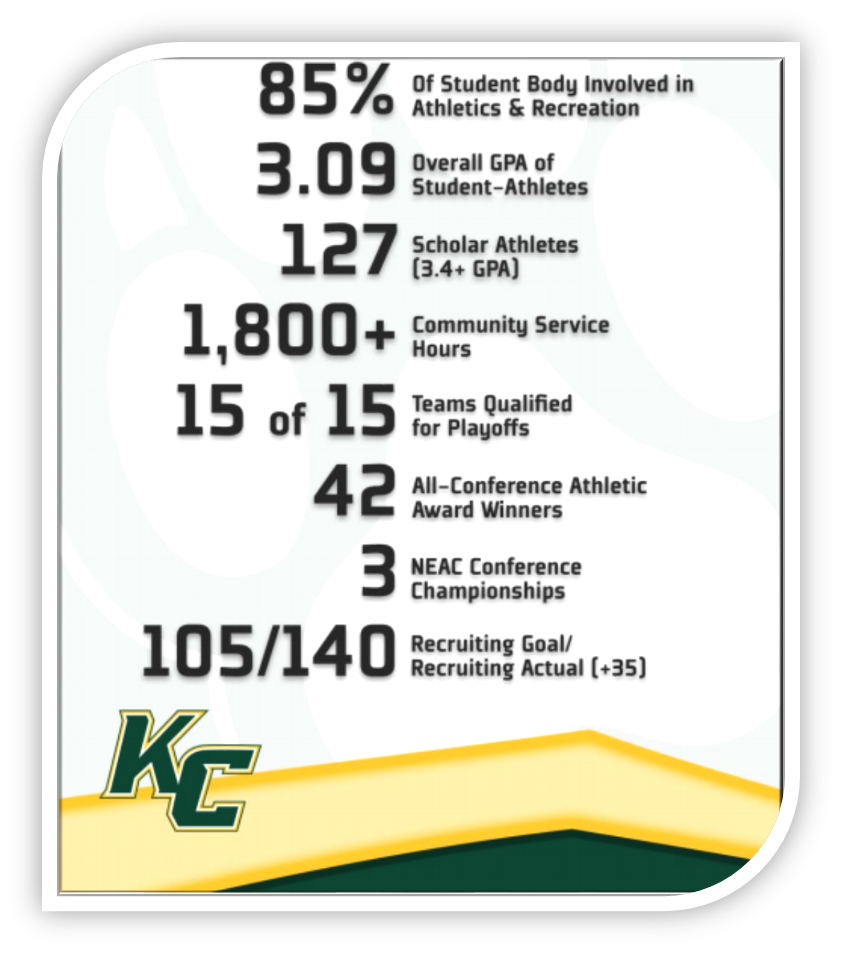 85% Of Student Body Involved in
Athletics & Recreation
3.09 Overall GPA of
Student-Athletes
127 Scholar Athletes
(3.4+ GPA)
1,800+ Community Service
Hours
15 of 15 Teams Qualified
for Playoffs
42 All-Conference Athletic
Award Winners
3 NEAC Conference
Championships
105/140 Recruiting Goal/
Recruiting Actual (+35)
KC